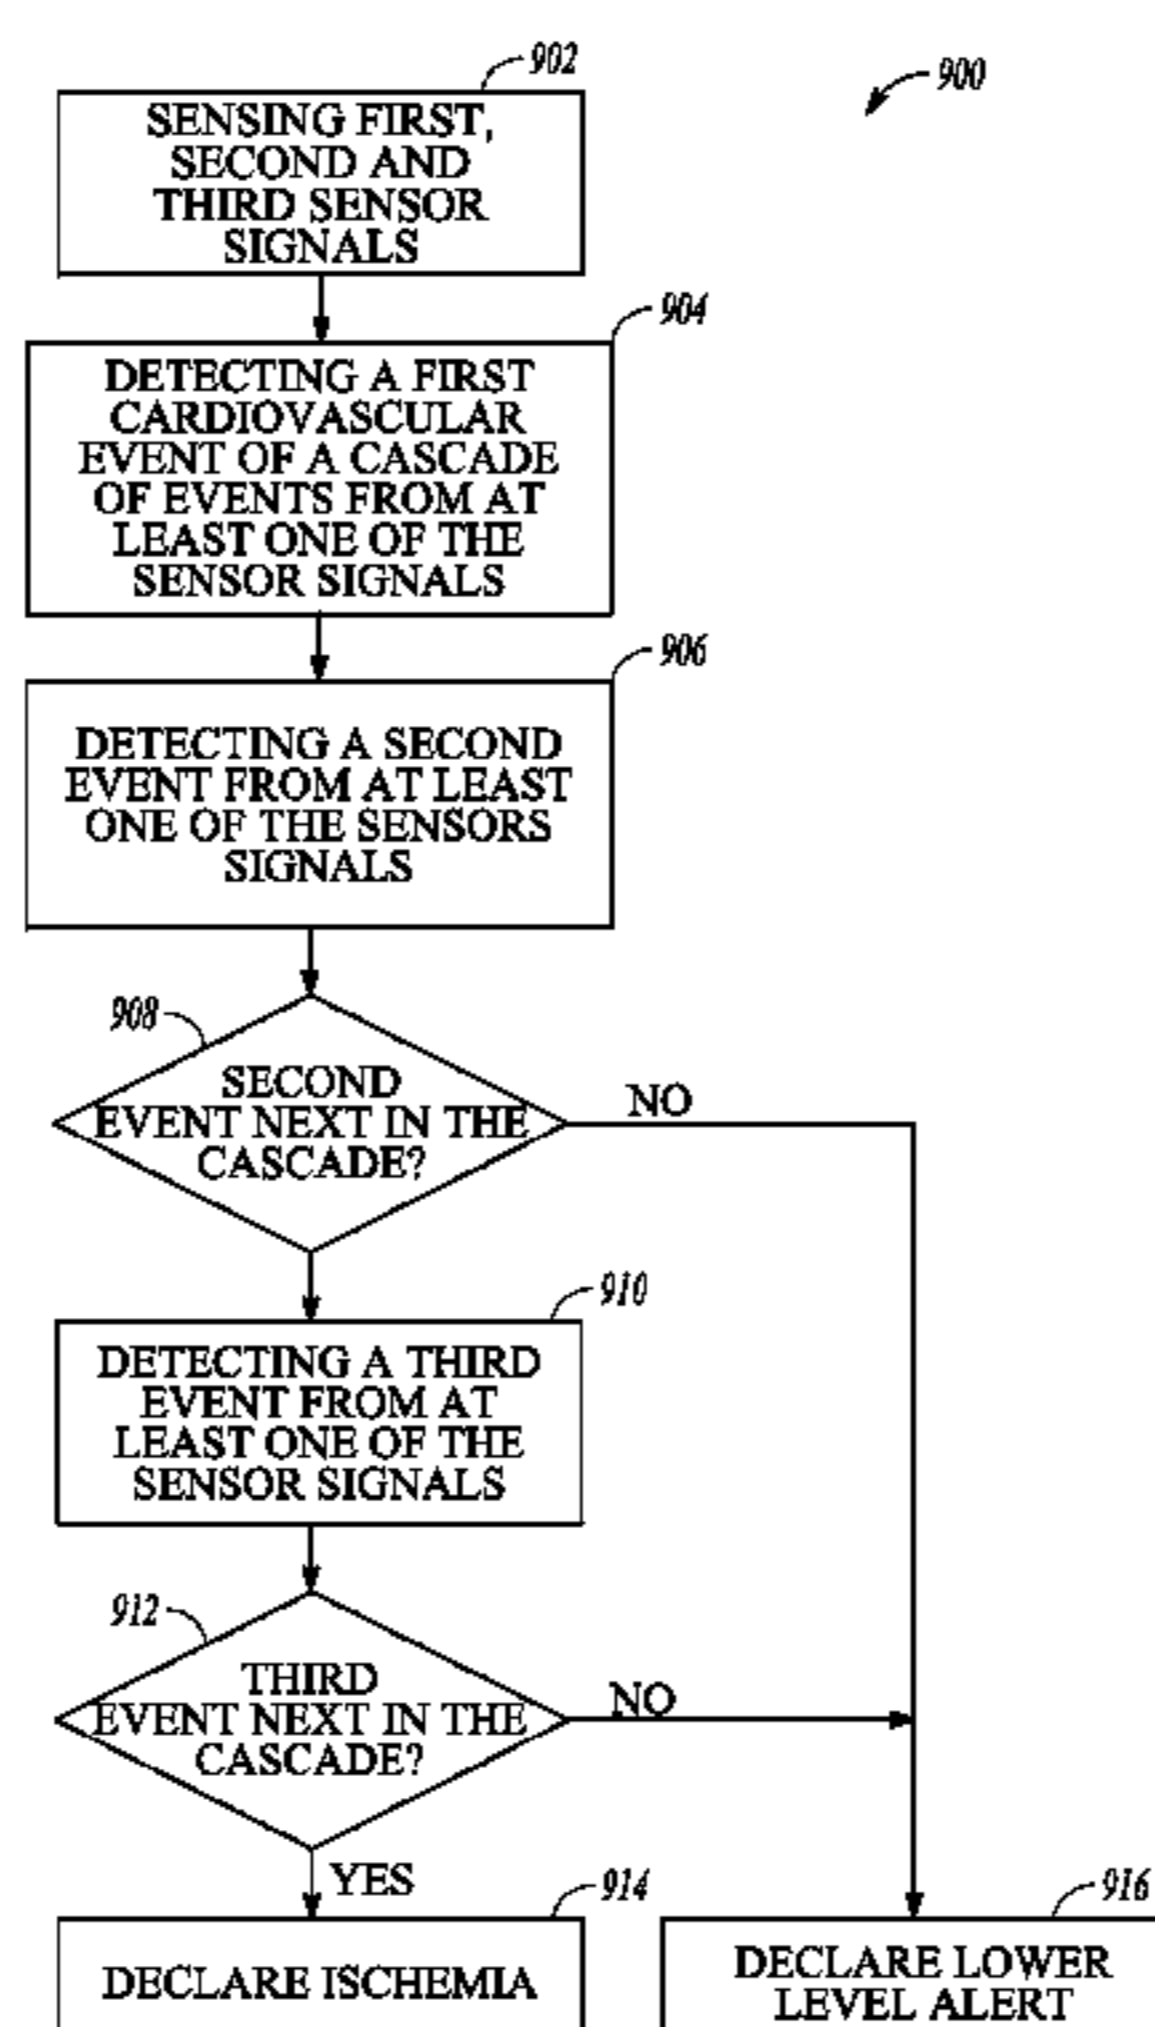 902
900
SENSING FIRST,
SECOND AND
THIRD SENSOR
SIGNALS
904
DETECTING A FIRST
CARDIOVASCULAR
EVENT OF A CASCADE
OF EVENTS FROM AT
LEAST ONE OF THE
SENSOR SIGNALS
906
DETECTING A SECOND
EVENT FROM AT LEAST
ONE OF THE SENSORS
SIGNALS
908
SECOND
EVENT NEXT IN THE
CASCADE?
NO
910
DETECTING A THIRD
EVENT FROM AT
LEAST ONE OF THE
SENSOR SIGNALS
912
THIRD
EVENT NEXT IN THE
CASCADE?
NO
YES
914
DECLARE ISCHEMIA
916
DECLARE LOWER
LEVEL ALERT